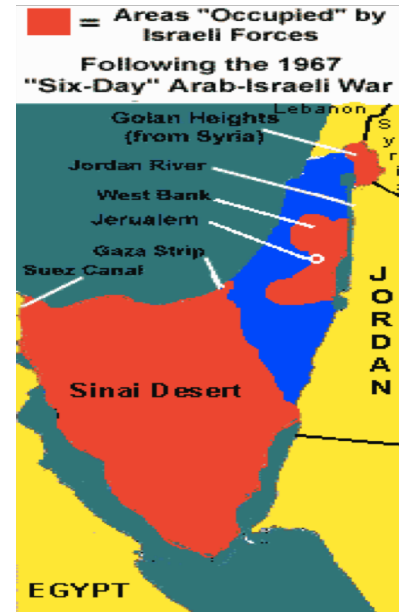 = Areas "Occupied" by
Israeli Forces
Following the 1967
"Six-Day" Arab-Israeli War
Lebanon
Golan Heights
(from Syria)
Syria
Jordan River
West Bank
Jerualem
Gaza Strip
Suez Canal
JORDAN
Sinai Desert
EGYPT